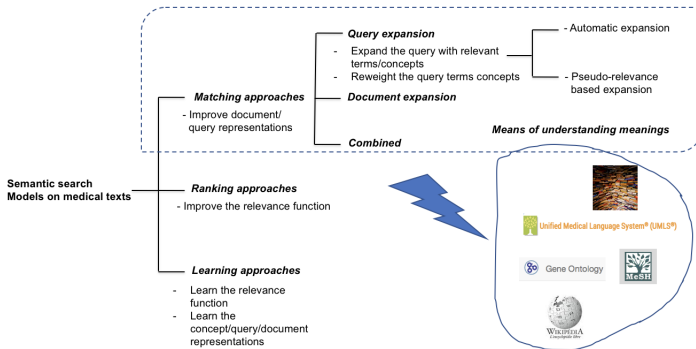 Query expansion
- Expand the query with relevant
terms/concepts
- Reweight the query terms concepts
- Automatic expansion
- Pseudo-relevance
based expansion
Matching approaches
- Improve document/
query representations
Document expansion
Combined
Means of understanding meanings
Semantic search
Models on medical texts
Ranking approaches
- Improve the relevance function
Learning approaches
- Learn the relevance
function
- Learn the
concept/query/document
representations
Unified Medical Language System® (UMLS®)
Gene Ontology
MeSH
WIKIPEDIA
L'encyclopédie libre